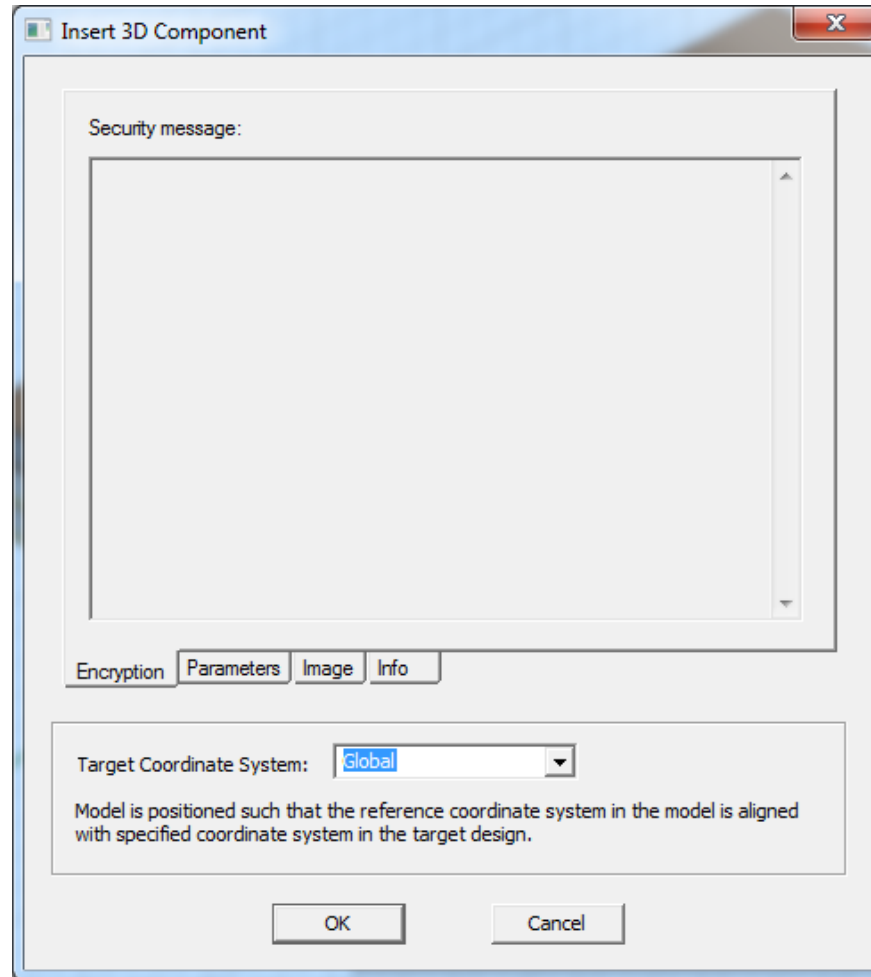 Insert 3D Component
Security message:
Encryption
Parameters
Image
Info
Target Coordinate System:
Global
Model is positioned such that the reference coordinate system in the model is aligned
with specified coordinate system in the target design.
OK
Cancel